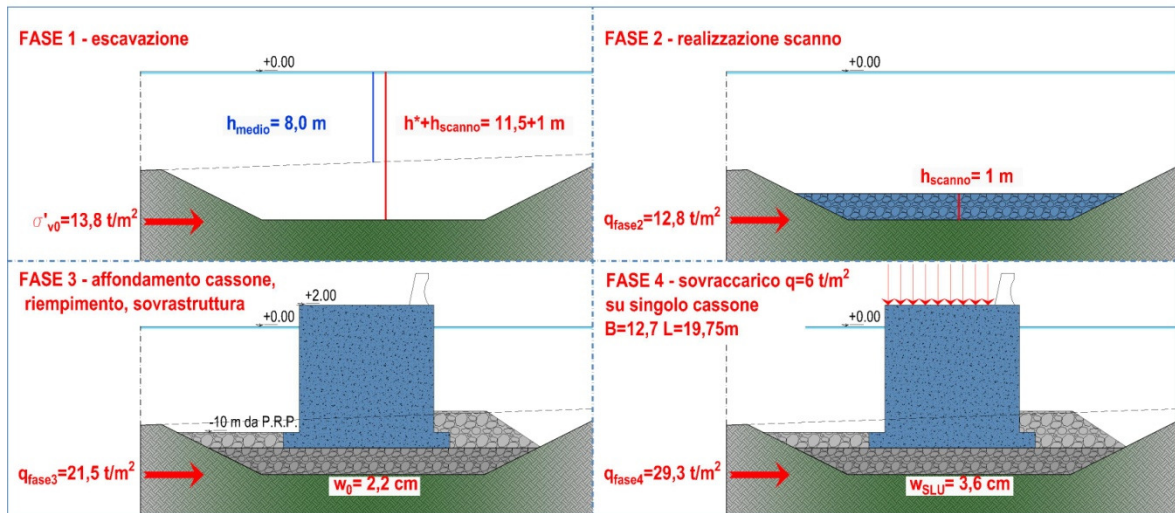 FASE 1 - escavazione
+0.00
h_medio= 8,0 m
h*+h_scanno= 11,5+1 m
σ'_v0=13,8 t/m²
FASE 2 - realizzazione scanno
+0.00
h_scanno= 1 m
q_fase2=12,8 t/m²
FASE 3 - affondamento cassone,
riempimento, sovrastruttura
+2.00
+0.00
-10 m da P.R.P.
q_fase3=21,5 t/m²
w_0= 2,2 cm
FASE 4 - sovraccarico q=6 t/m²
su singolo cassone
B=12,7 L=19,75m
+0.00
q_fase4=29,3 t/m²
w_SLU= 3,6 cm